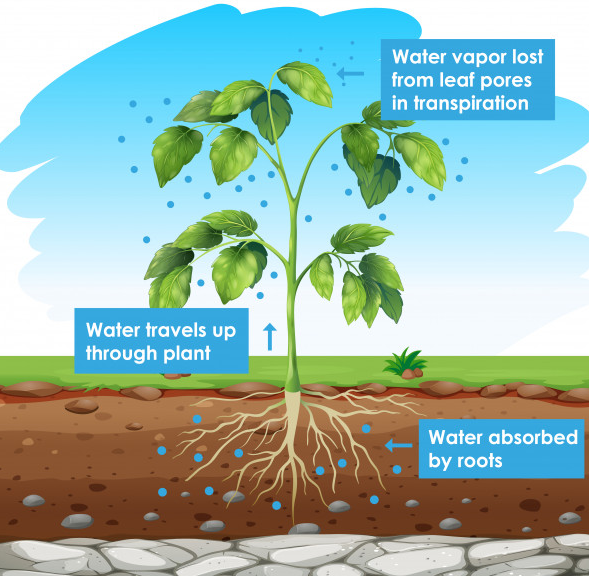 Water vapor lost
from leaf pores
in transpiration
Water travels up
through plant
Water absorbed
by roots